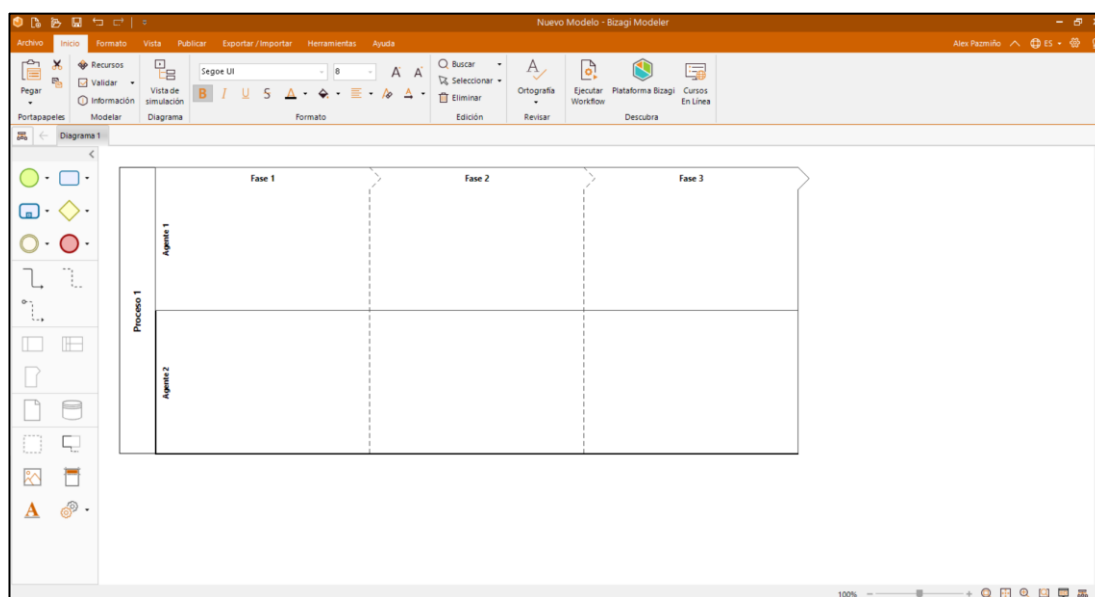 Nuevo Modelo - Bizagi Modeler
Archivo Inicio Formato Vista Publicar Exportar / Importar Herramientas Ayuda Alex Pazmiño ES
Pegar
Portapapeles
Recursos
Validar
Información
Modelar
Vista de
simulación
Diagrama
Segoe UI 8
B I U S A A A A
Formato
Buscar
Seleccionar
Eliminar
Edición
Ortografía
Revisar
Ejecutar
Workflow
Plataforma Bizagi
Cursos
En Línea
Descubra
Diagrama 1
Fase 1 Fase 2 Fase 3
Proceso 1
Agente 1
Agente 2
A
100%